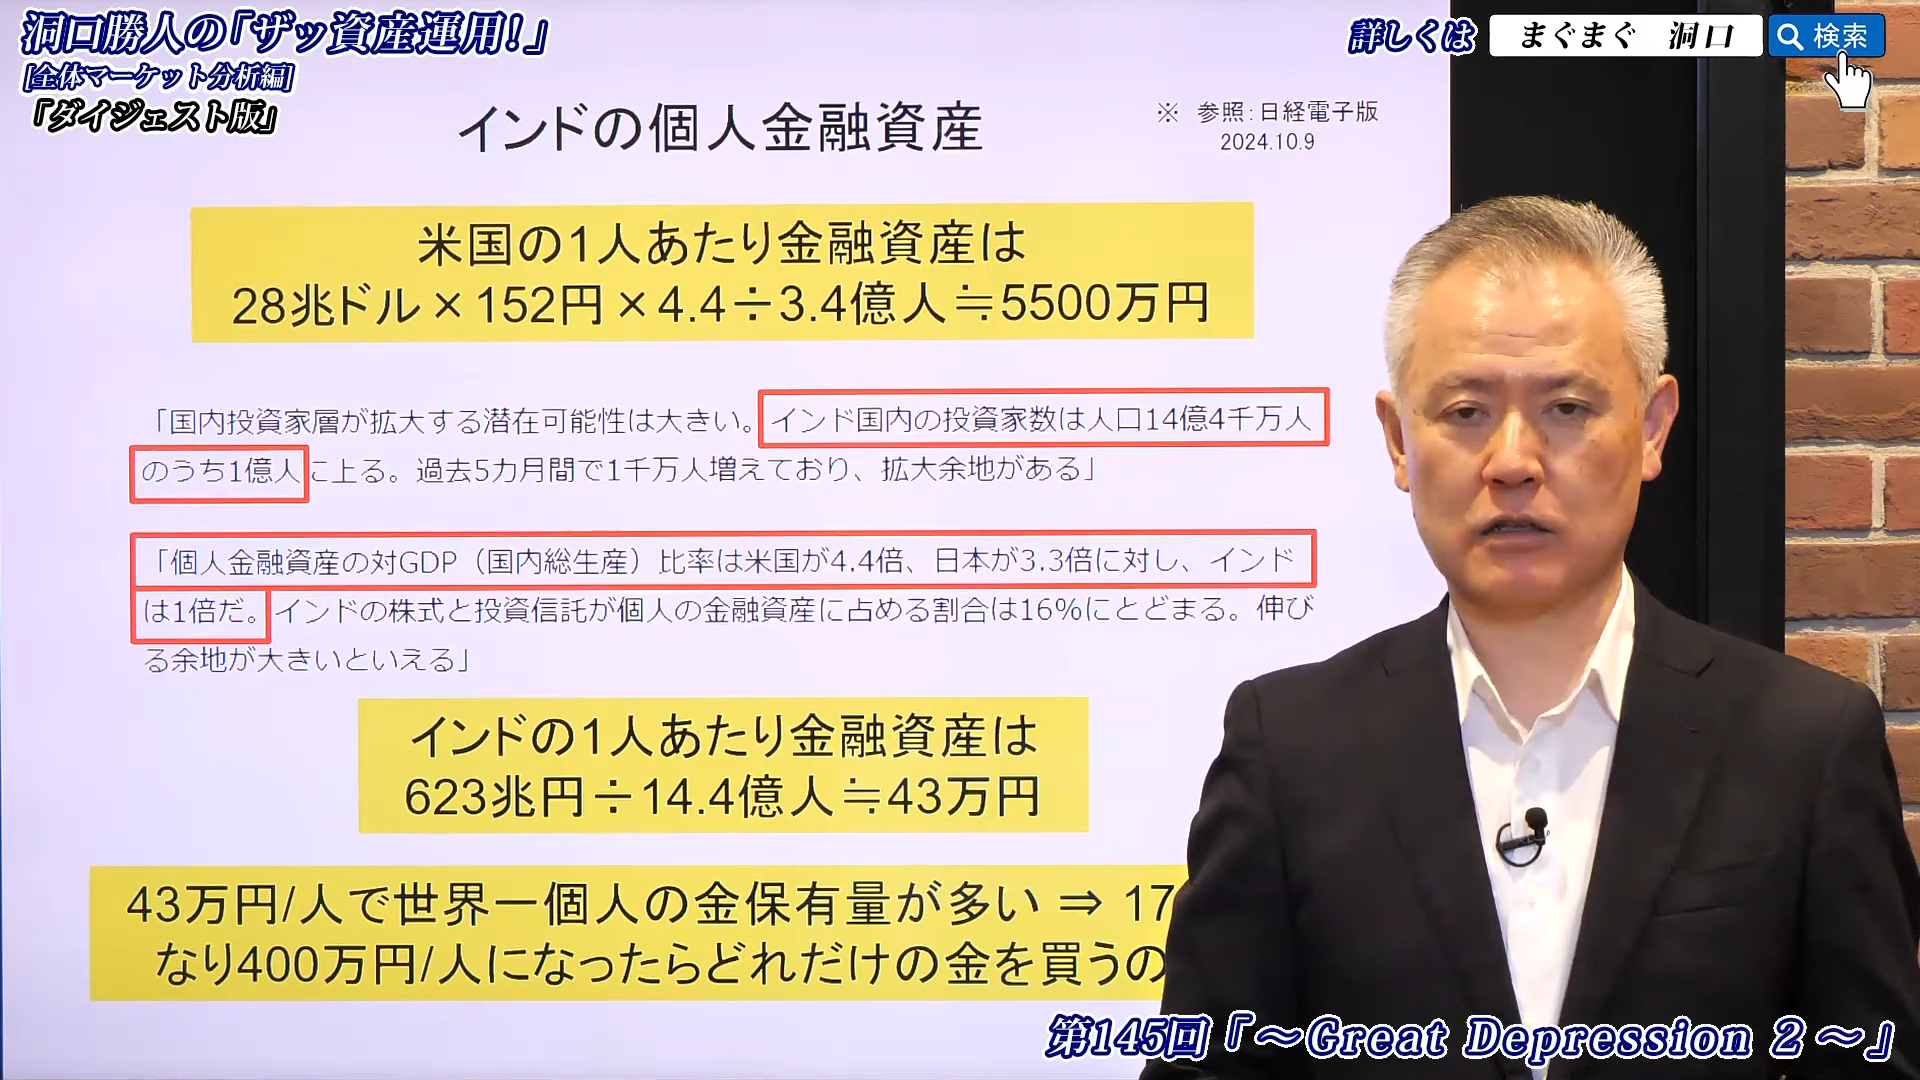 洞口勝人の「ザッ資産運用!」
[全体マーケット分析編]
「ダイジェスト版」
詳しくは
まぐまぐ 洞口
検索
インドの個人金融資産
※ 参照:日経電子版
2024.10.9
米国の1人あたり金融資産は
28兆ドル×152円×4.4÷3.4億人≒5500万円
「国内投資家層が拡大する潜在可能性は大きい。インド国内の投資家数は人口14億4千万人
のうち1億人に上る。過去5カ月間で1千万人増えており、拡大余地がある」
「個人金融資産の対GDP(国内総生産)比率は米国が4.4倍、日本が3.3倍に対し、インド
は1倍だ。インドの株式と投資信託が個人の金融資産に占める割合は16%にとどまる。伸び
る余地が大きいといえる」
インドの1人あたり金融資産は
623兆円÷14.4億人≒43万円
43万円/人で世界一個人の金保有量が多い ⇒ 17
なり400万円/人になったらどれだけの金を買うの
第145回「～Great Depression 2～」